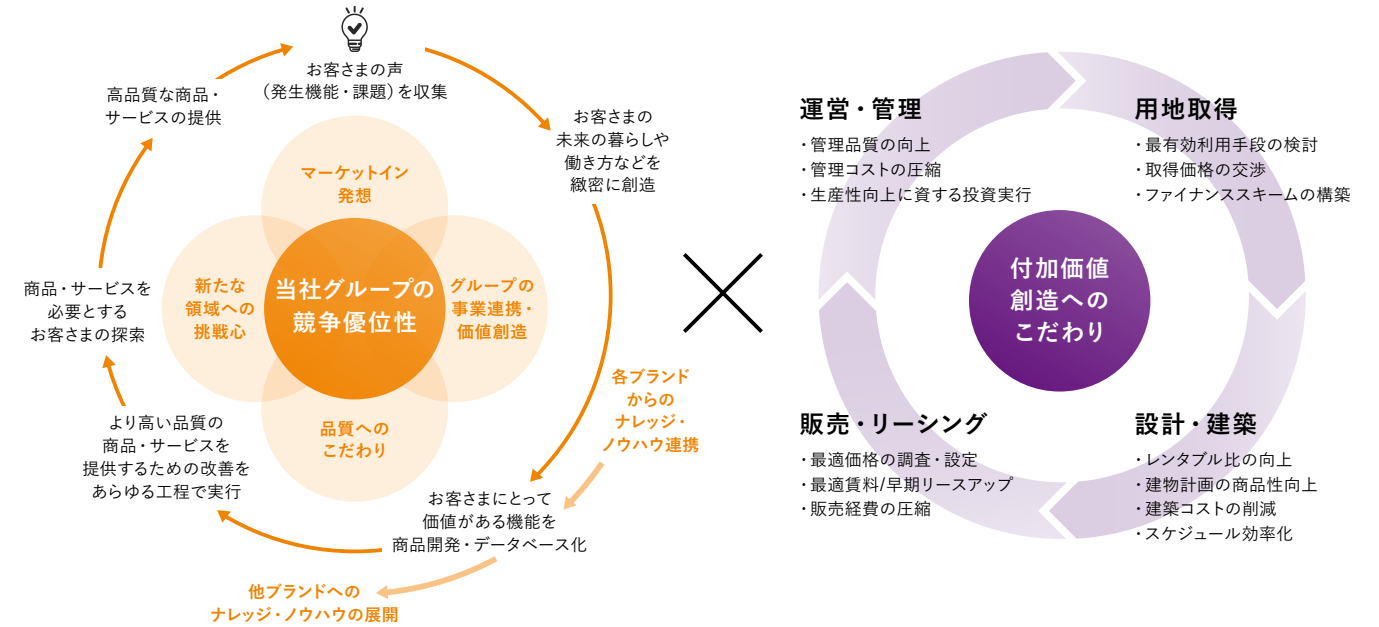 お客さまの声
（発生機能・課題）を収集
お客さまの
未来の暮らしや
働き方などを
緻密に創造
各ブランド
からの
ナレッジ・
ノウハウ連携
お客さまにとって
価値がある機能を
商品開発・データベース化
他ブランドへの
ナレッジ・ノウハウの展開
より高い品質の
商品・サービスを
提供するための改善を
あらゆる工程で実行
商品・サービスを
必要とする
お客さまの探索
高品質な商品・
サービスの提供
マーケットイン
発想
新たな
領域への
挑戦心
当社グループの
競争優位性
グループの
事業連携・
価値創造
品質への
こだわり
運営・管理
・管理品質の向上
・管理コストの圧縮
・生産性向上に資する投資実行
用地取得
・最有効利用手段の検討
・取得価格の交渉
・ファイナンススキームの構築
付加価値
創造への
こだわり
販売・リーシング
・最適価格の調査・設定
・最適賃料/早期リースアップ
・販売経費の圧縮
設計・建築
・レンタブル比の向上
・建物計画の商品性向上
・建築コストの削減
・スケジュール効率化